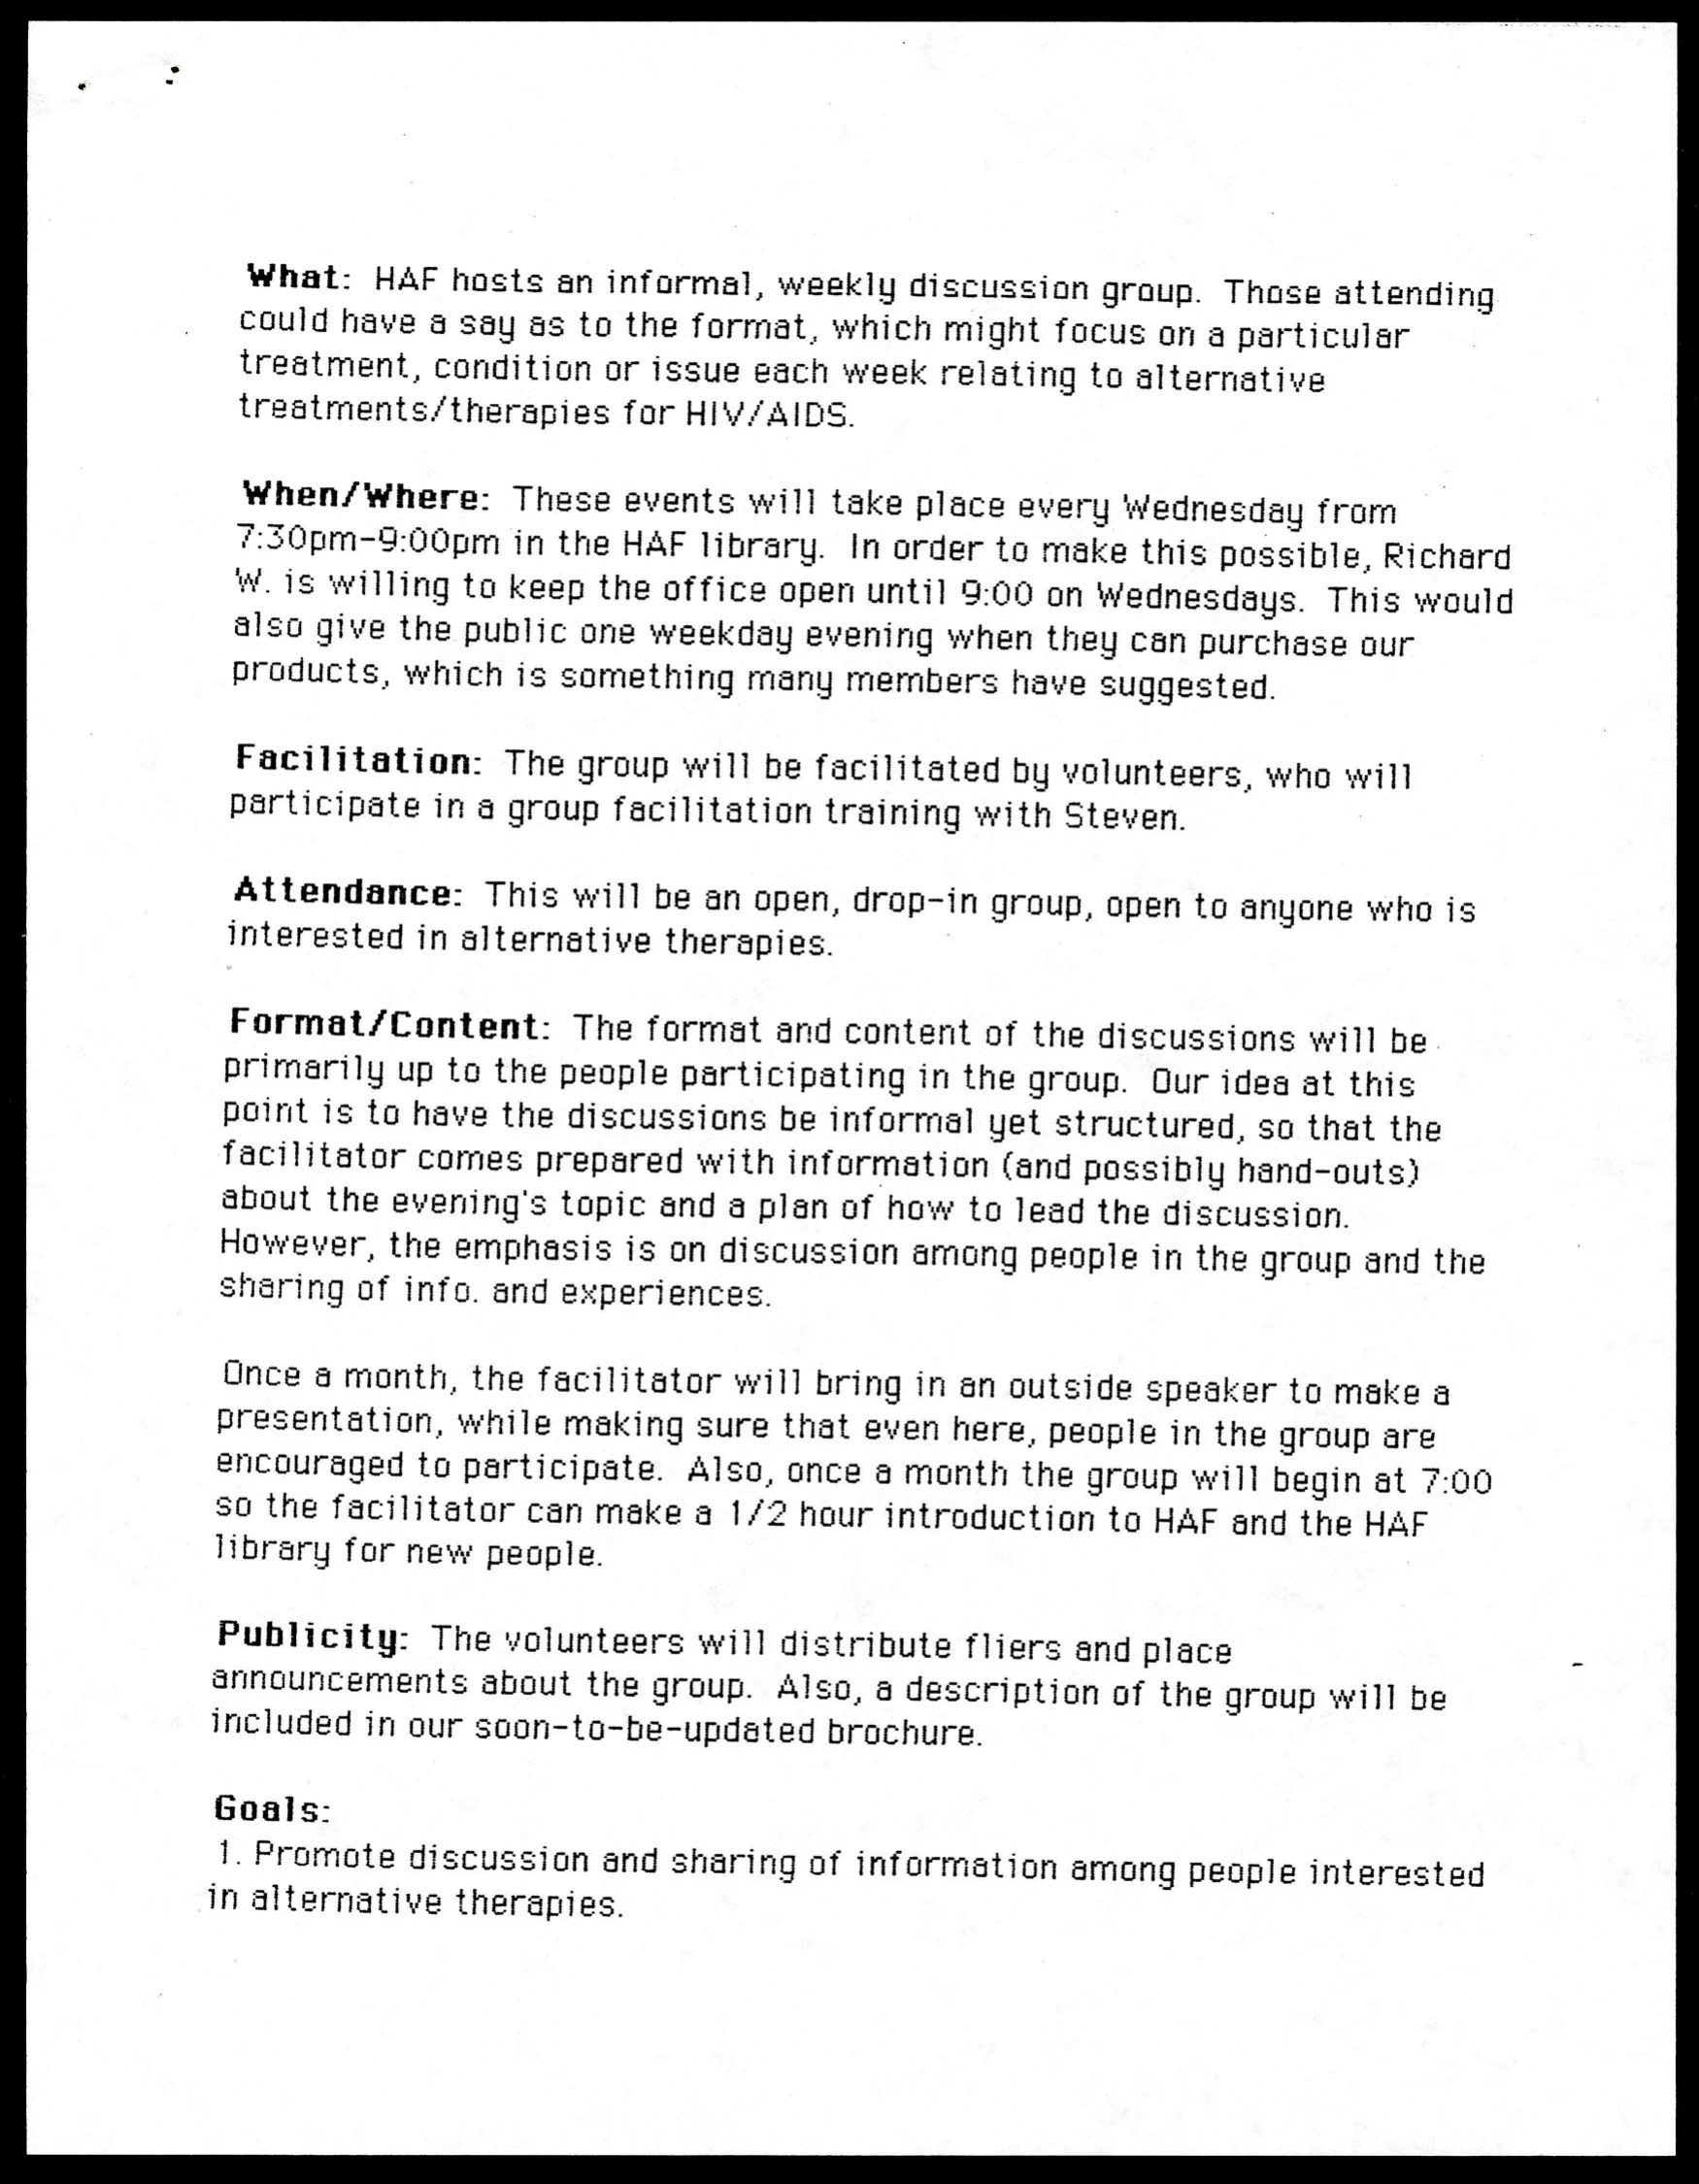 What: HAF hosts an informal, weekly discussion group. Those attending
could have a say as to the format, which might focus on a particular
treatment, condition or issue each week relating to alternative
treatments/therapies for HIV/AIDS.
When/Where: These events will take place every Wednesday from
7:30pm-9:00pm in the HAF library. In order to make this possible, Richard
W. is willing to keep the office open until 9:00 on Wednesdays. This would
also give the public one weekday evening when they can purchase our
products, which is something many members have suggested.
Facilitation: The group will be facilitated by volunteers, who will
participate in a group facilitation training with Steven.
Attendance: This will be an open, drop-in group, open to anyone who is
interested in alternative therapies.
Format/Content: The format and content of the discussions will be
primarily up to the people participating in the group. Our idea at this
point is to have the discussions be informal yet structured, so that the
facilitator comes prepared with information (and possibly hand-outs)
about the evening's topic and a plan of how to lead the discussion.
However, the emphasis is on discussion among people in the group and the
sharing of info. and experiences.
Once a month, the facilitator will bring in an outside speaker to make a
presentation, while making sure that even here, people in the group are
encouraged to participate. Also, once a month the group will begin at 7:00
so the facilitator can make a 1/2 hour introduction to HAF and the HAF
library for new people.
Publicity: The volunteers will distribute fliers and place
announcements about the group. Also, a description of the group will be
included in our soon-to-be-updated brochure.
Goals:
1. Promote discussion and sharing of information among people interested
in alternative therapies.